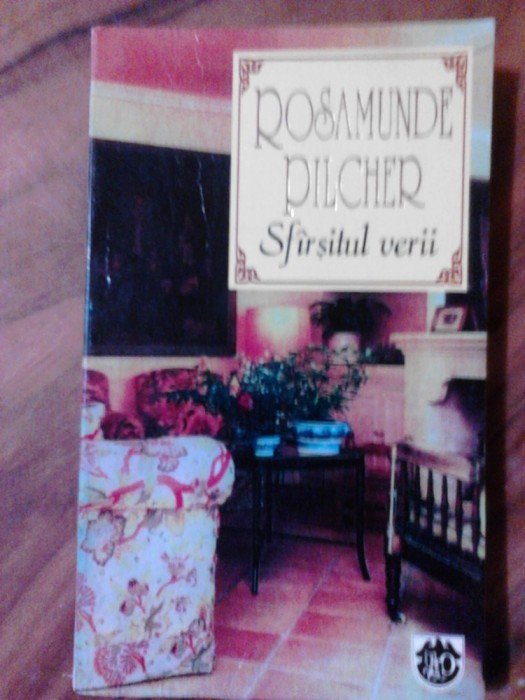 ROSAMUNDE
PILCHER
Sfîrşitul verii